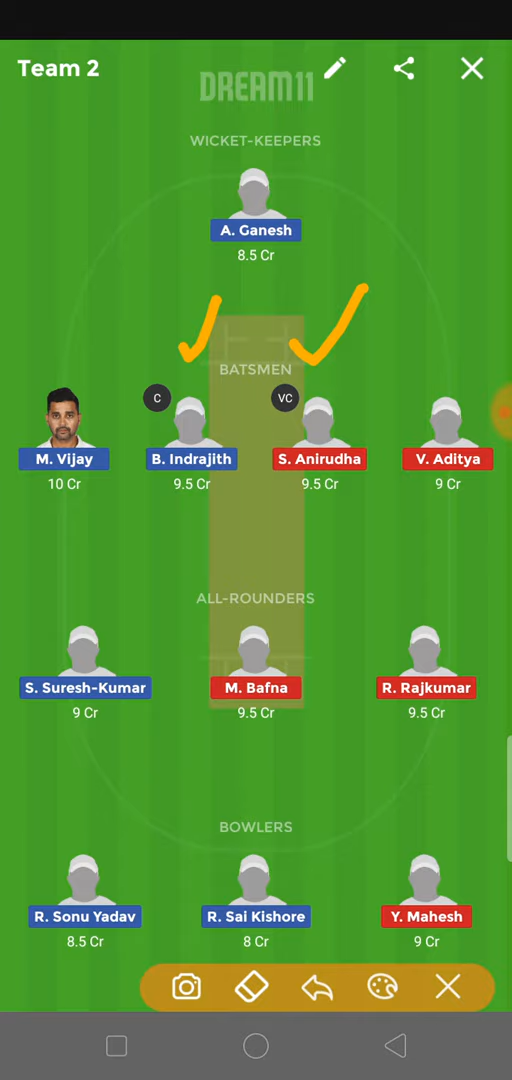 Team 2
DREAM11
WICKET-KEEPERS
A. Ganesh
8.5 Cr
BATSMEN
C
VC
M. Vijay
B. Indrajith
S. Anirudha
V. Aditya
10 Cr
9.5 Cr
9.5 Cr
9 Cr
ALL-ROUNDERS
S. Suresh-Kumar
M. Bafna
R. Rajkumar
9 Cr
9.5 Cr
9.5 Cr
BOWLERS
R. Sonu Yadav
R. Sai Kishore
Y. Mahesh
8.5 Cr
8 Cr
9 Cr